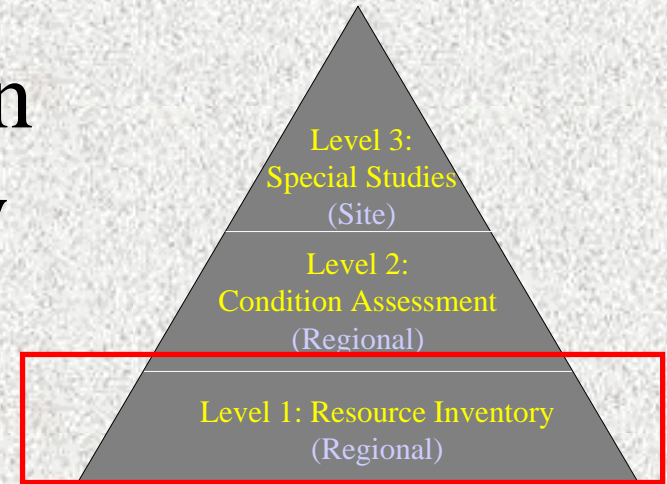 Level 3:
Special Studies
(Site)
Level 2:
Condition Assessment
(Regional)
Level 1: Resource Inventory
(Regional)